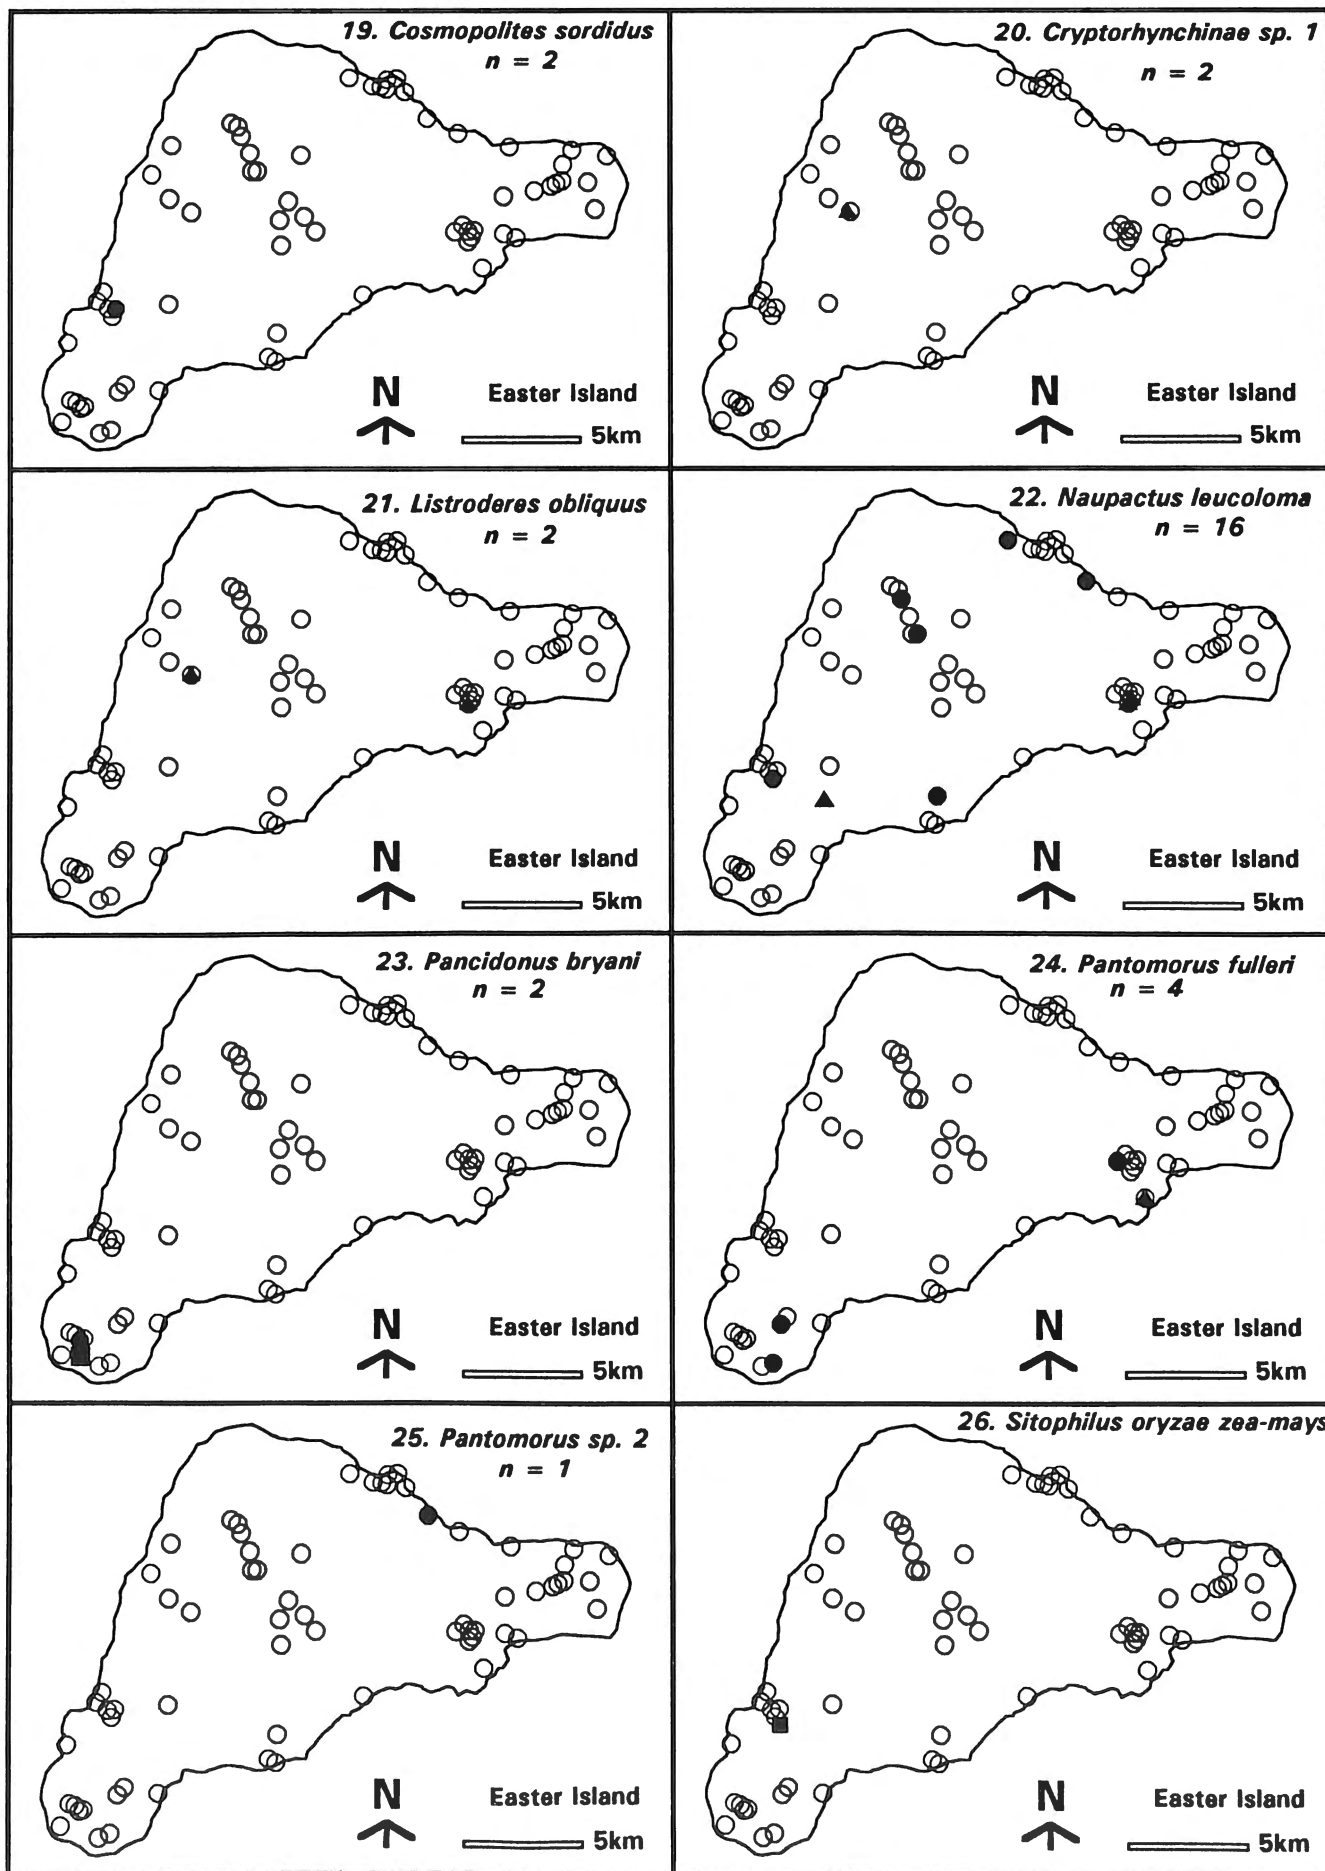 19. Cosmopolites sordidus
n = 2
N
Easter Island
5km
20. Cryptorhynchinae sp. 1
n = 2
N
Easter Island
5km
21. Listroderes obliquus
n = 2
N
Easter Island
5km
22. Naupactus leucoloma
n = 16
N
Easter Island
5km
23. Pancidonus bryani
n = 2
N
Easter Island
5km
24. Pantomorus fulleri
n = 4
N
Easter Island
5km
25. Pantomorus sp. 2
n = 1
N
Easter Island
5km
26. Sitophilus oryzae zea-mays
N
Easter Island
5km